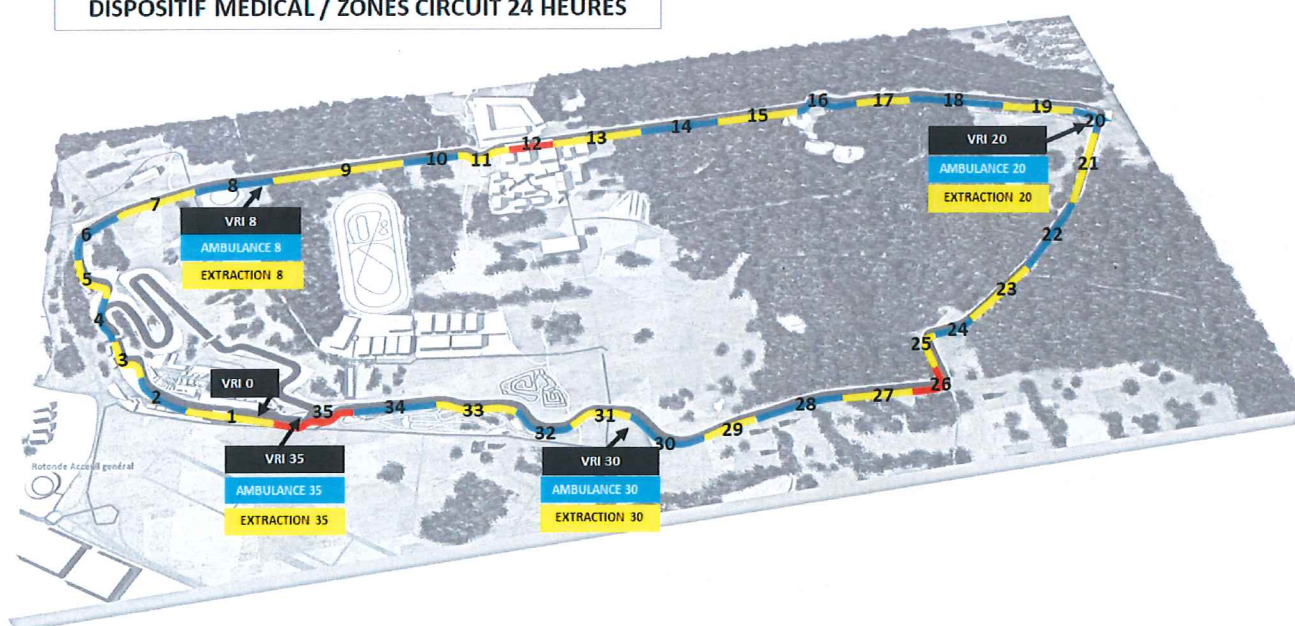 DISPOSITIF MEDICAL / ZONES CIRCUIT 24 HEURES
16
17
18
19
20
15
14
13
12
11
10
9
8
7
6
5
4
3
2
1
21
22
23
24
25
26
27
28
29
30
31
32
33
34
35
VRI 20
AMBULANCE 20
EXTRACTION 20
VRI 8
AMBULANCE 8
EXTRACTION 8
VRI 0
VRI 35
AMBULANCE 35
EXTRACTION 35
VRI 30
AMBULANCE 30
EXTRACTION 30
Rotonde Acceuil général